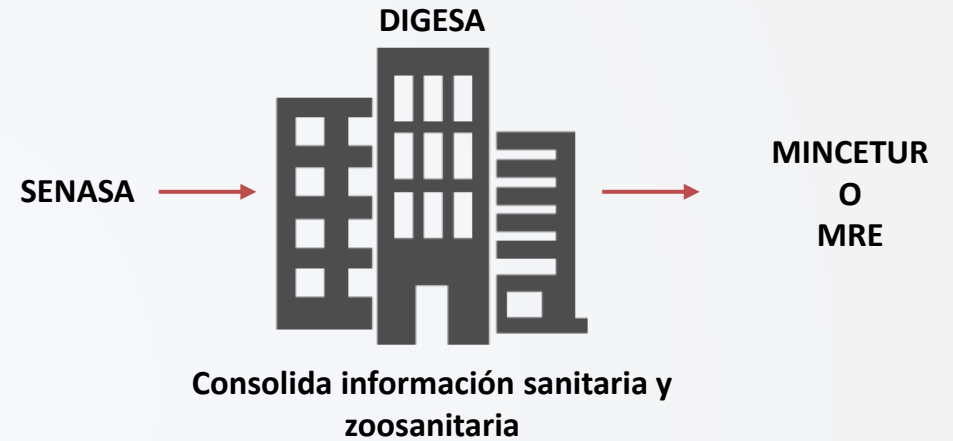 DIGESA
SENASA
MINCETUR
O
MRE
Consolida información sanitaria y
zoosanitaria